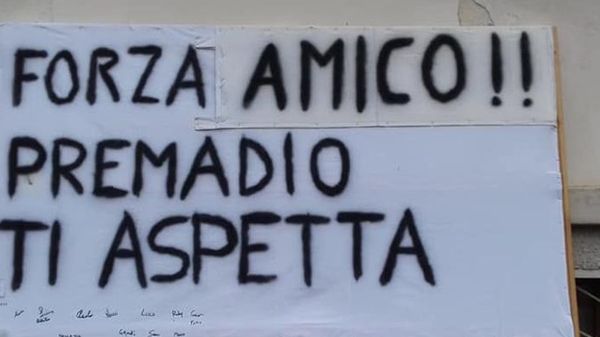 FORZA AMICO!!
PREMADIO
TI ASPETTA